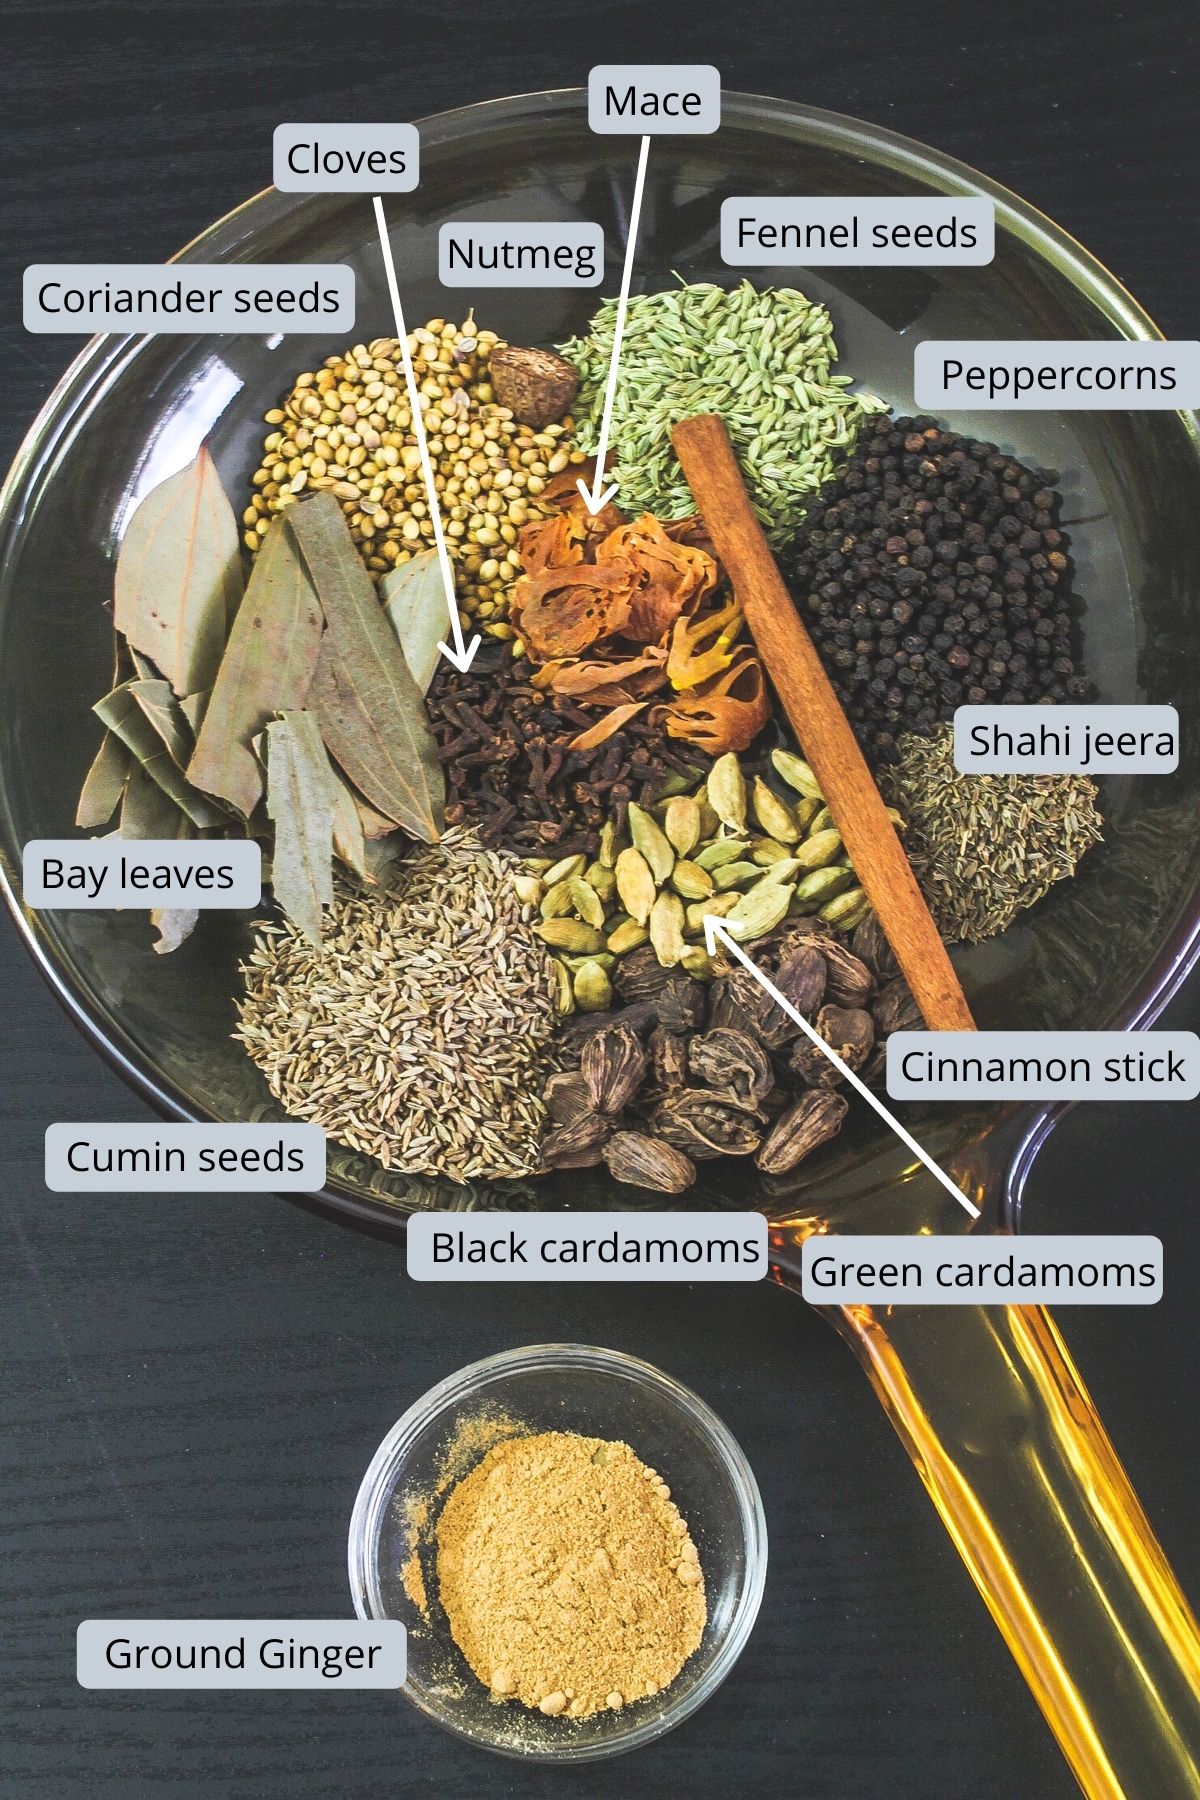 Mace
Cloves
Nutmeg
Fennel seeds
Coriander seeds
Peppercorns
Shahi jeera
Bay leaves
Cinnamon stick
Cumin seeds
Black cardamoms
Green cardamoms
Ground Ginger